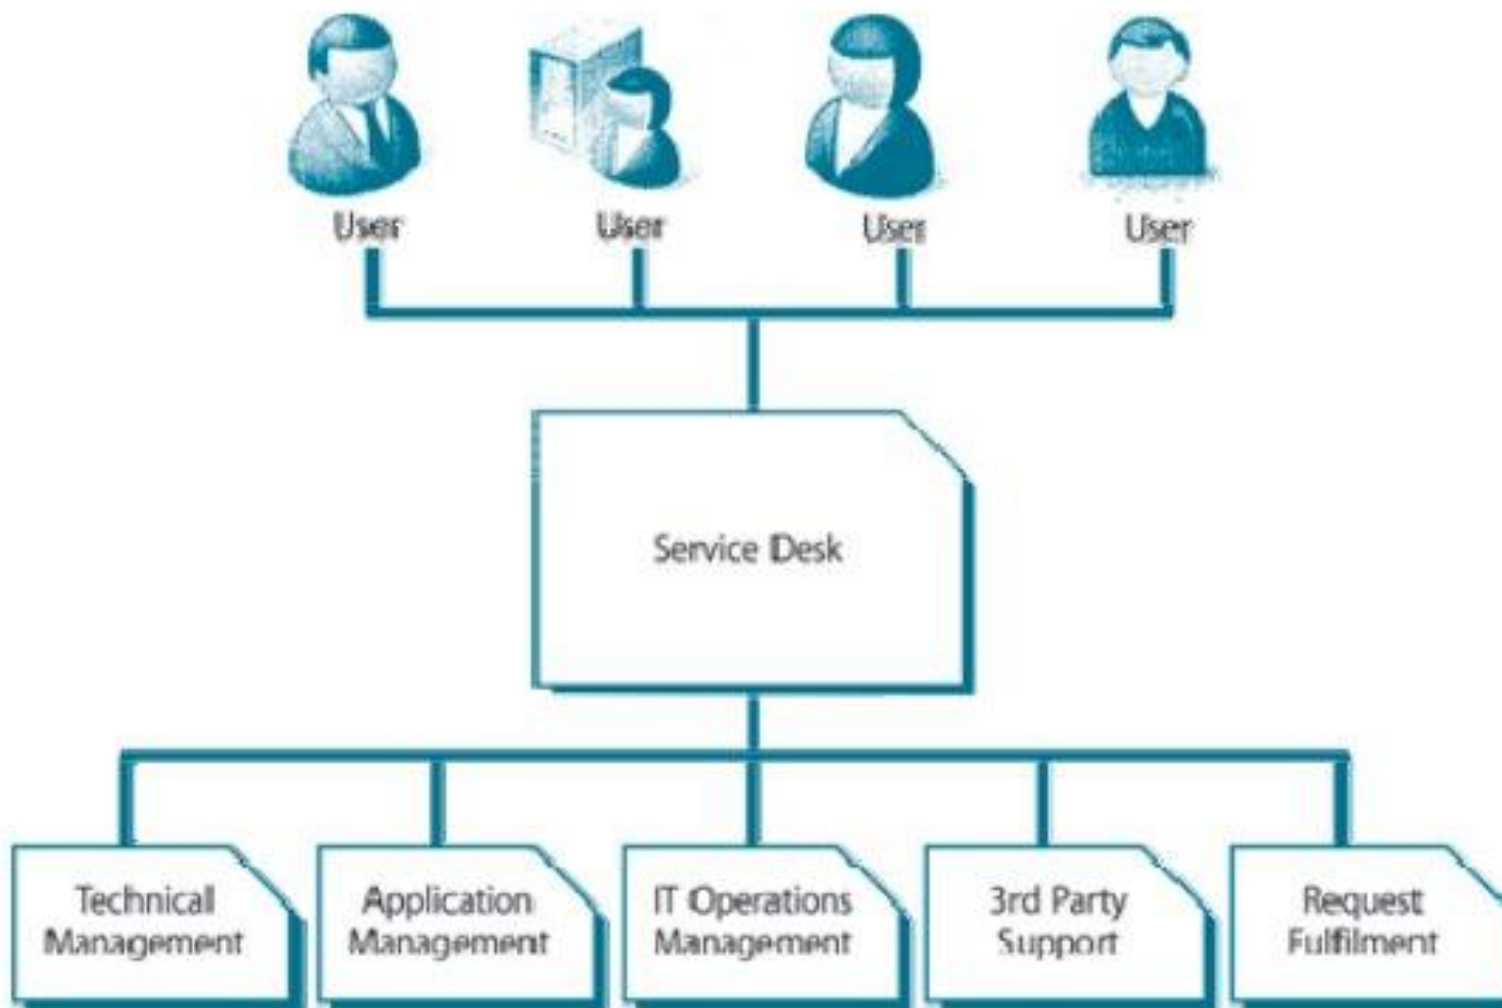 User
User
User
User
Service Desk
Technical
Management
Application
Management
IT Operations
Management
3rd Party
Support
Request
Fulfilment